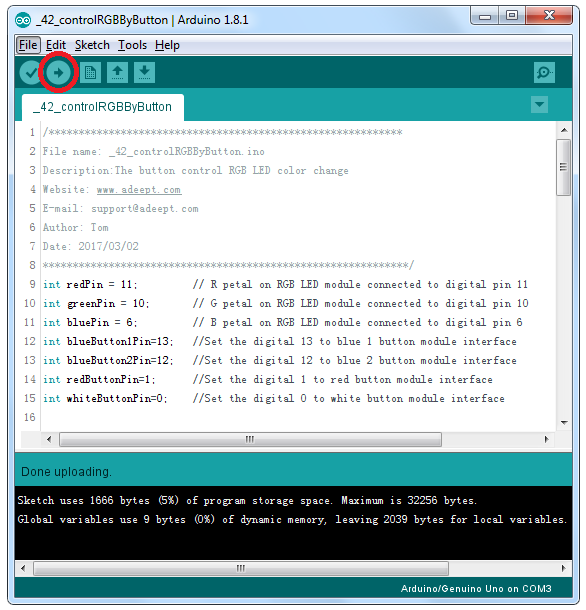 _42_controlRGBByButton | Arduino 1.8.1
File Edit Sketch Tools Help
_42_controlRGBByButton
1 /***********************************************************
2 File name: _42_controlRGBByButton.ino
3 Description:The button control RGB LED color change
4 Website: www.adeept.com
5 E-mail: support@adeept.com
6 Author: Tom
7 Date: 2017/03/02
8 *************************************************************/
9 int redPin = 11; // R petal on RGB LED module connected to digital pin 11
10 int greenPin = 10; // G petal on RGB LED module connected to digital pin 10
11 int bluePin = 6; // B petal on RGB LED module connected to digital pin 6
12 int blueButton1Pin=13; //Set the digital 13 to blue 1 button module interface
13 int blueButton2Pin=12; //Set the digital 12 to blue 2 button module interface
14 int redButtonPin=1; //Set the digital 1 to red button module interface
15 int whiteButtonPin=0; //Set the digital 0 to white button module interface
16
Done uploading.
Sketch uses 1666 bytes (5%) of program storage space. Maximum is 32256 bytes.
Global variables use 9 bytes (0%) of dynamic memory, leaving 2039 bytes for local variables.
Arduino/Genuino Uno on COM3